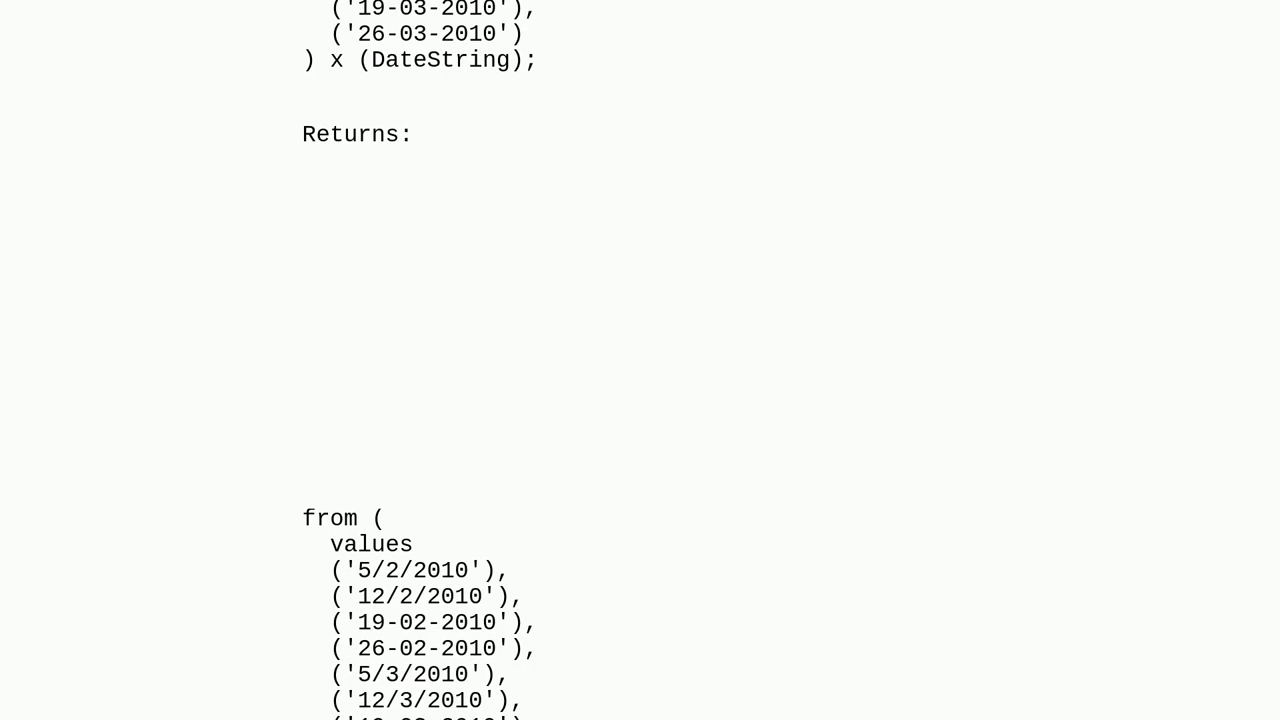 ('19-03-2010'),
('26-03-2010')
) x (DateString);
Returns:
from (
values
('5/2/2010'),
('12/2/2010'),
('19-02-2010'),
('26-02-2010'),
('5/3/2010'),
('12/3/2010'),